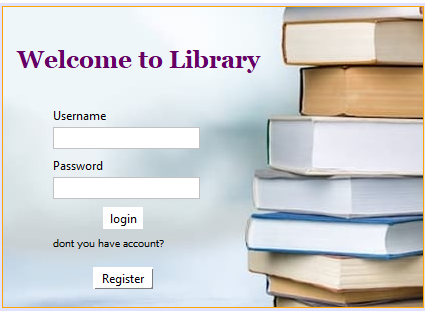 Welcome to Library
Username
Password
login
dont you have account?
Register